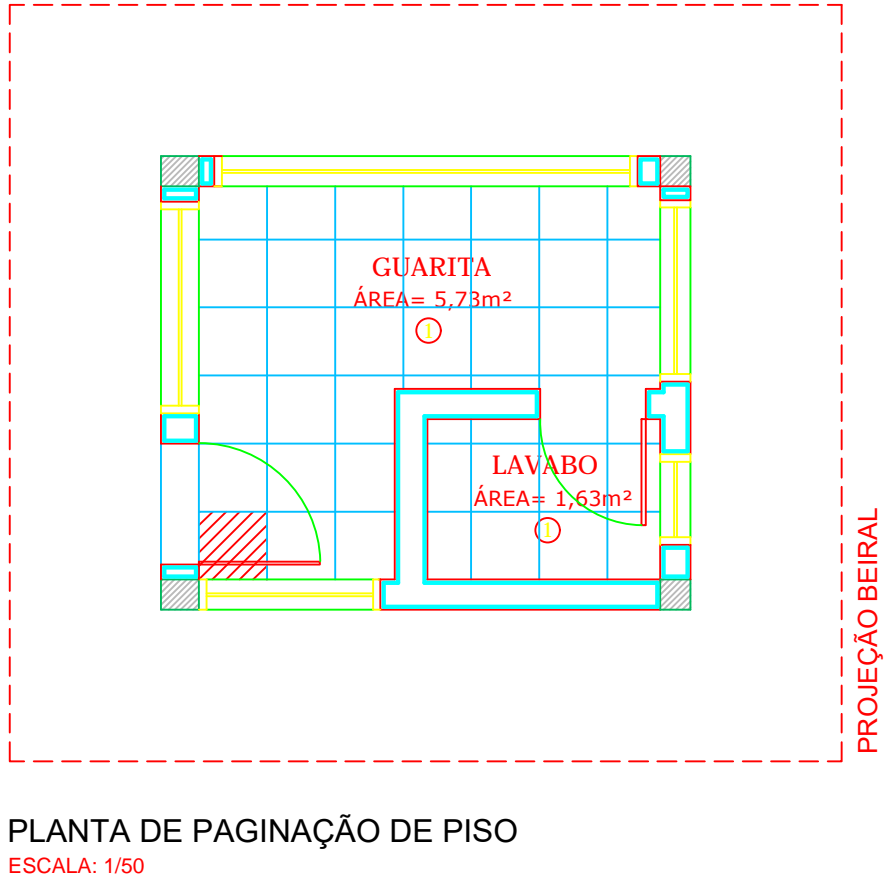 GUARITA
ÁREA= 5,73m²
1
LAVABO
ÁREA= 1,63m²
1
PROJEÇÃO BEIRAL
PLANTA DE PAGINAÇÃO DE PISO
ESCALA: 1/50